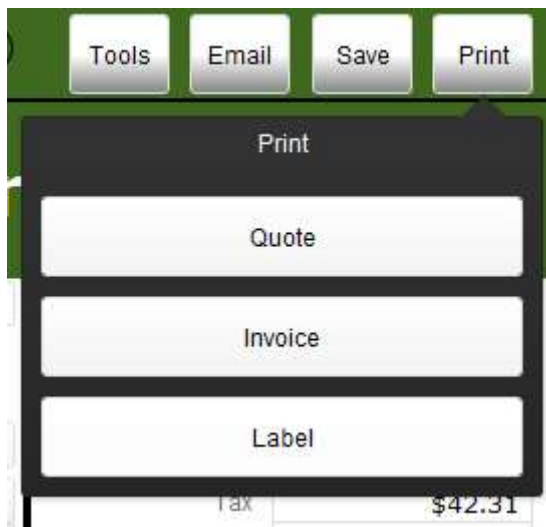 Tools Email Save Print
Print
Quote
Invoice
Label
Tax $42.31